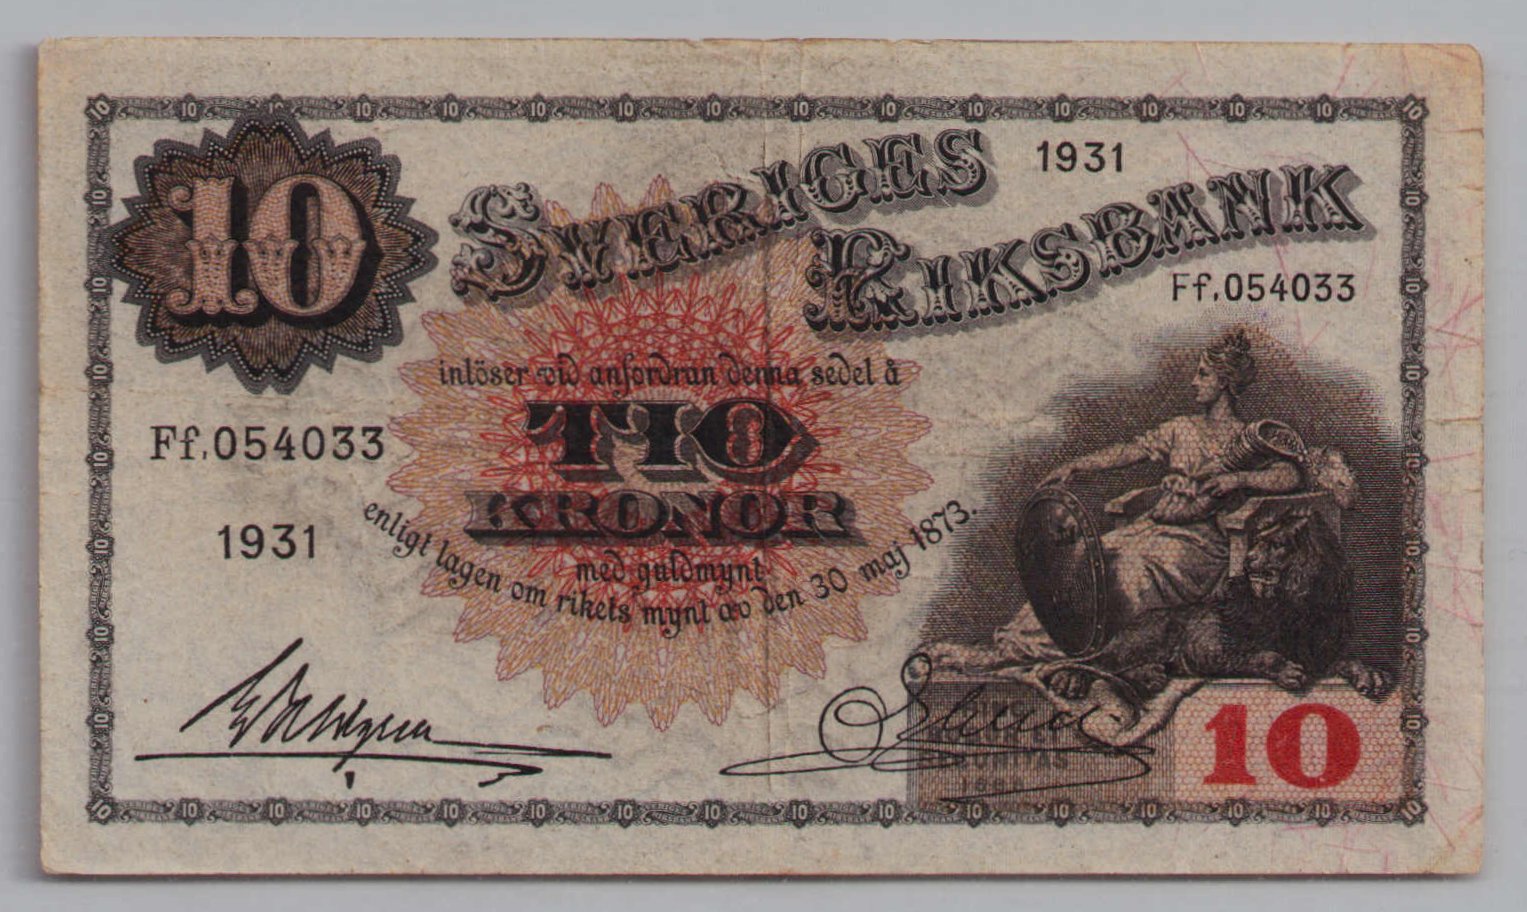 10
SVERIGES
1931
RIKSBANK
Ff.054033
inlöser vid anfordran denna sedel å
TIO
KRONOR
Ff.054033
1931
med guldmynt
enligt lagen om rikets mynt av den 30 maj 1873.
10